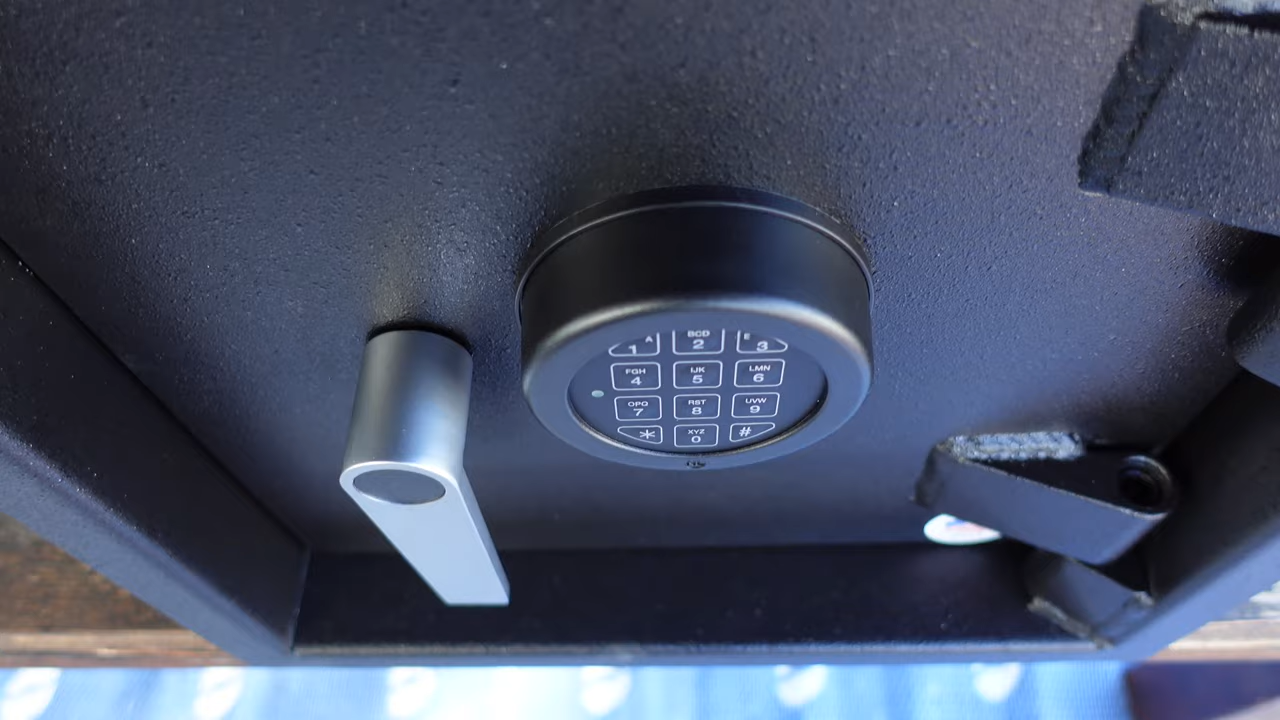 A BCD E
1 2 3
FGH IJK LMN
4 5 6
OPQ RST UVW
7 8 9
XYZ
* 0 #